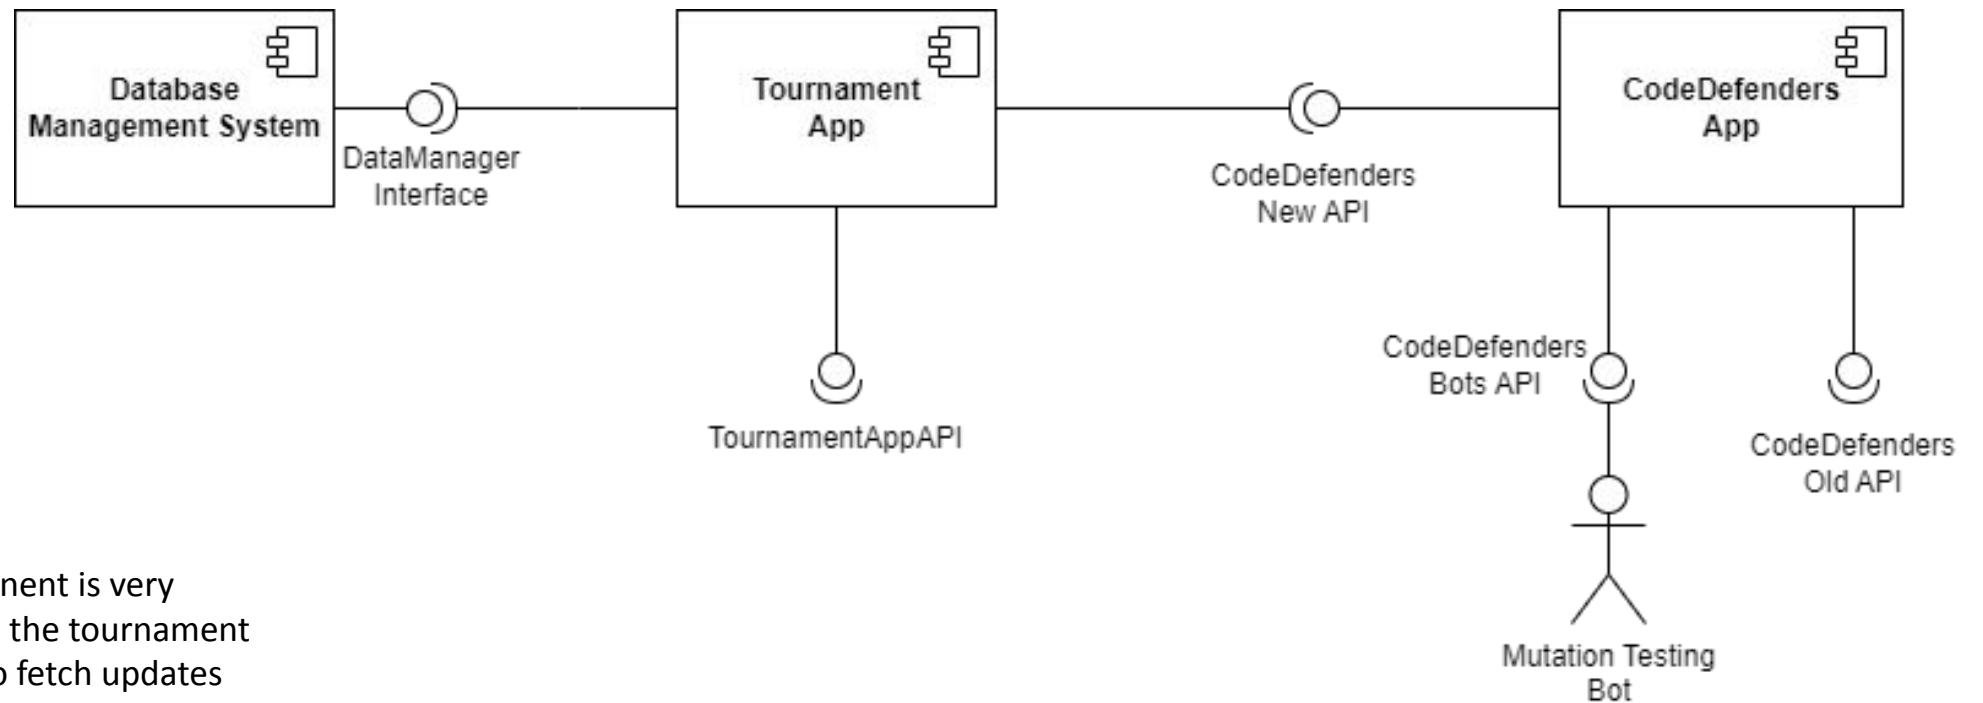 Database
Management System
DataManager
Interface
Tournament
App
TournamentAppAPI
CodeDefenders
New API
CodeDefenders
App
CodeDefenders
Bots API
CodeDefenders
Old API
Mutation Testing
Bot
nent is very
the tournament
fetch updates